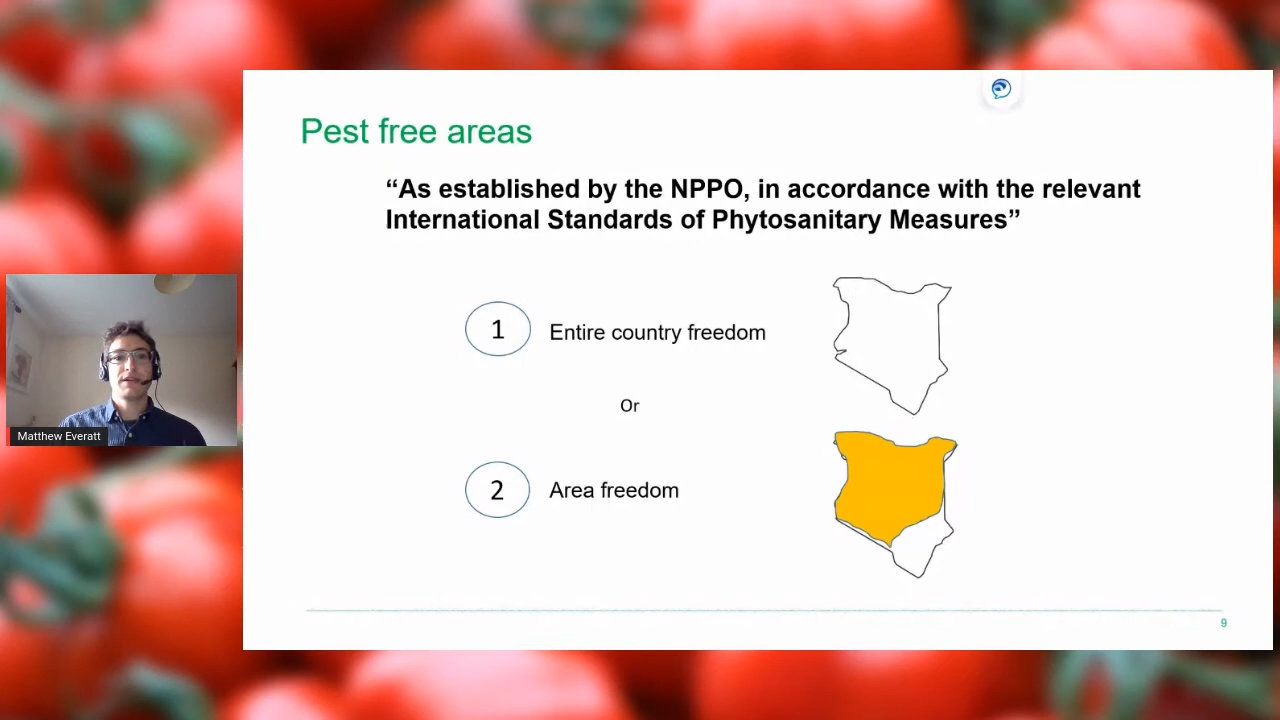 Pest free areas
“As established by the NPPO, in accordance with the relevant
International Standards of Phytosanitary Measures”
1
Entire country freedom
Or
2
Area freedom
9
Matthew Everatt